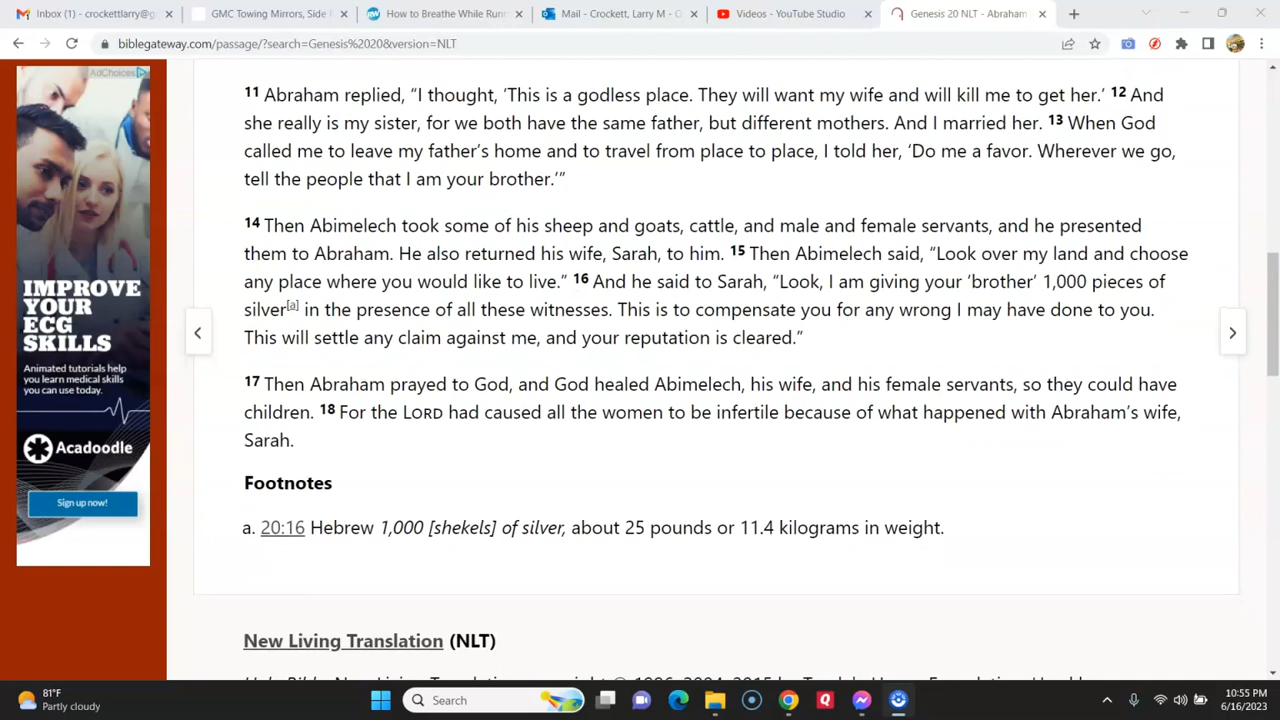 Inbox (1) - crockettlarry@g
GMC Towing Mirrors, Side
How to Breathe While Run
Mail - Crockett, Larry M - O
Videos - YouTube Studio
Genesis 20 NLT - Abraham
biblegateway.com/passage/?search=Genesis%2020&version=NLT
AdChoices
IMPROVE
YOUR
ECG
SKILLS
Animated tutorials help
you learn medical skills
you can use today.
Acadoodle
Sign up now!
11 Abraham replied, “I thought, ‘This is a godless place. They will want my wife and will kill me to get her.’ 12 And
she really is my sister, for we both have the same father, but different mothers. And I married her. 13 When God
called me to leave my father’s home and to travel from place to place, I told her, ‘Do me a favor. Wherever we go,
tell the people that I am your brother.’”
14 Then Abimelech took some of his sheep and goats, cattle, and male and female servants, and he presented
them to Abraham. He also returned his wife, Sarah, to him. 15 Then Abimelech said, “Look over my land and choose
any place where you would like to live.” 16 And he said to Sarah, “Look, I am giving your ‘brother’ 1,000 pieces of
silver[a] in the presence of all these witnesses. This is to compensate you for any wrong I may have done to you.
This will settle any claim against me, and your reputation is cleared.”
17 Then Abraham prayed to God, and God healed Abimelech, his wife, and his female servants, so they could have
children. 18 For the LORD had caused all the women to be infertile because of what happened with Abraham’s wife,
Sarah.
Footnotes
a. 20:16 Hebrew 1,000 [shekels] of silver, about 25 pounds or 11.4 kilograms in weight.
New Living Translation (NLT)
81°F
Partly cloudy
Search
10:55 PM
6/16/2023